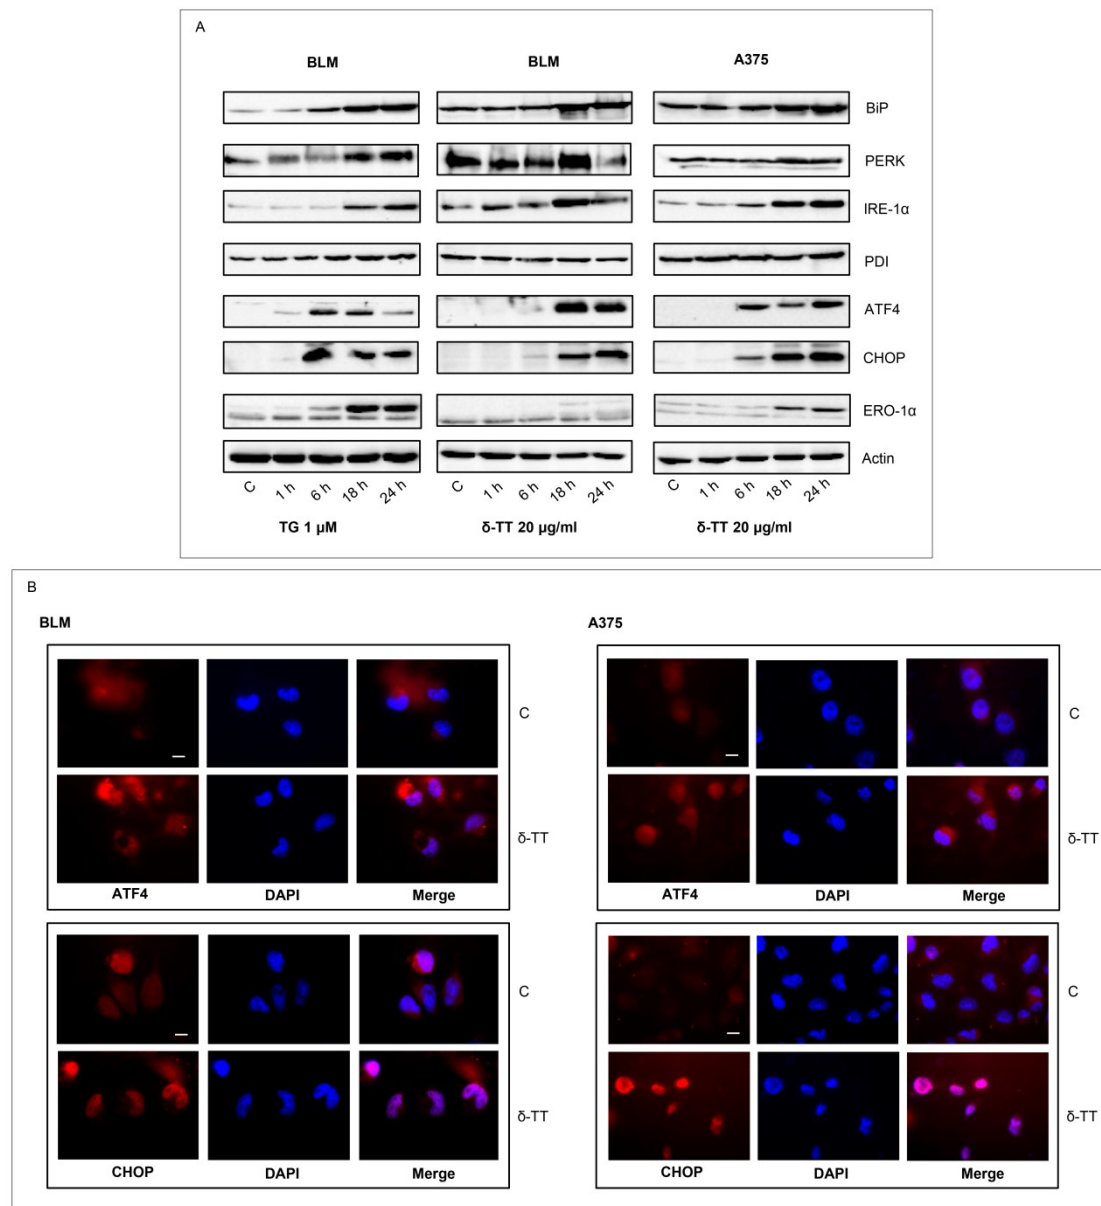 A
BLM BLM A375
BiP
PERK
IRE-1α
PDI
ATF4
CHOP
ERO-1α
Actin
C 1 h 6 h 18 h 24 h C 1 h 6 h 18 h 24 h C 1 h 6 h 18 h 24 h
TG 1 µM δ-TT 20 µg/ml δ-TT 20 µg/ml
B
BLM A375
C C
δ-TT δ-TT
ATF4 DAPI Merge ATF4 DAPI Merge
C C
δ-TT δ-TT
CHOP DAPI Merge CHOP DAPI Merge